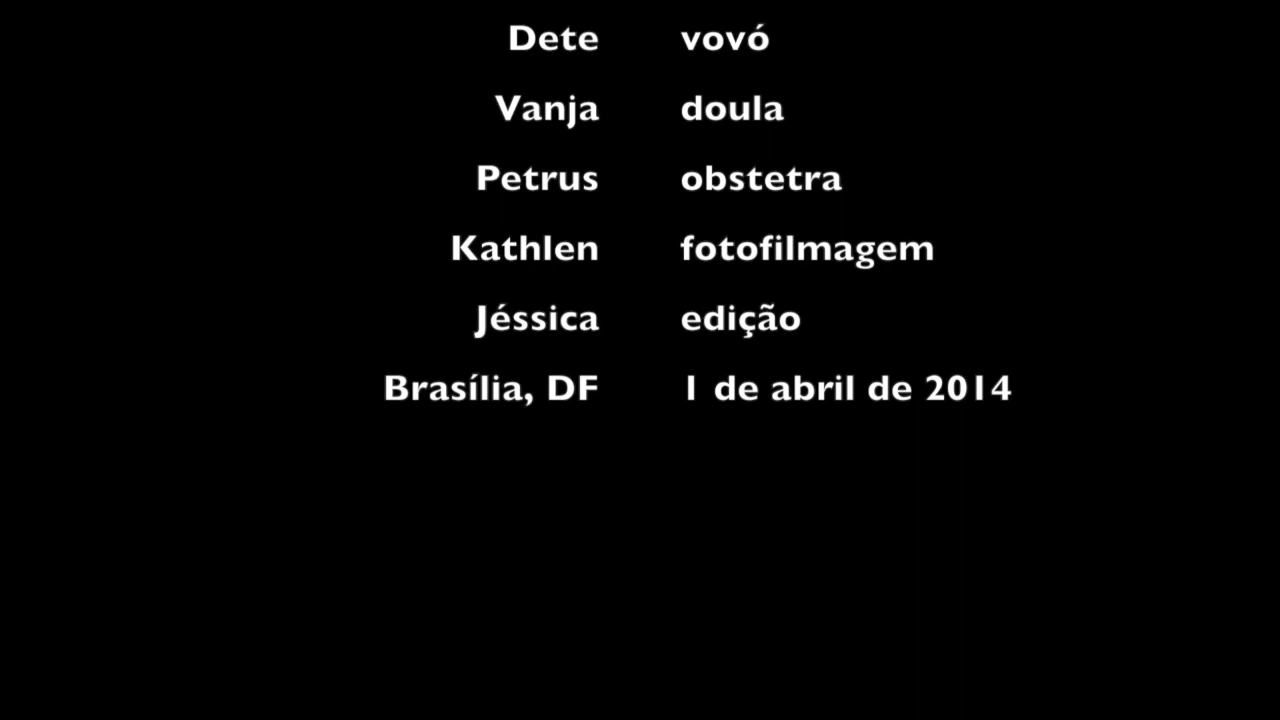 Dete vovó
Vanja doula
Petrus obstetra
Kathlen fotofilmagem
Jéssica edição
Brasília, DF 1 de abril de 2014